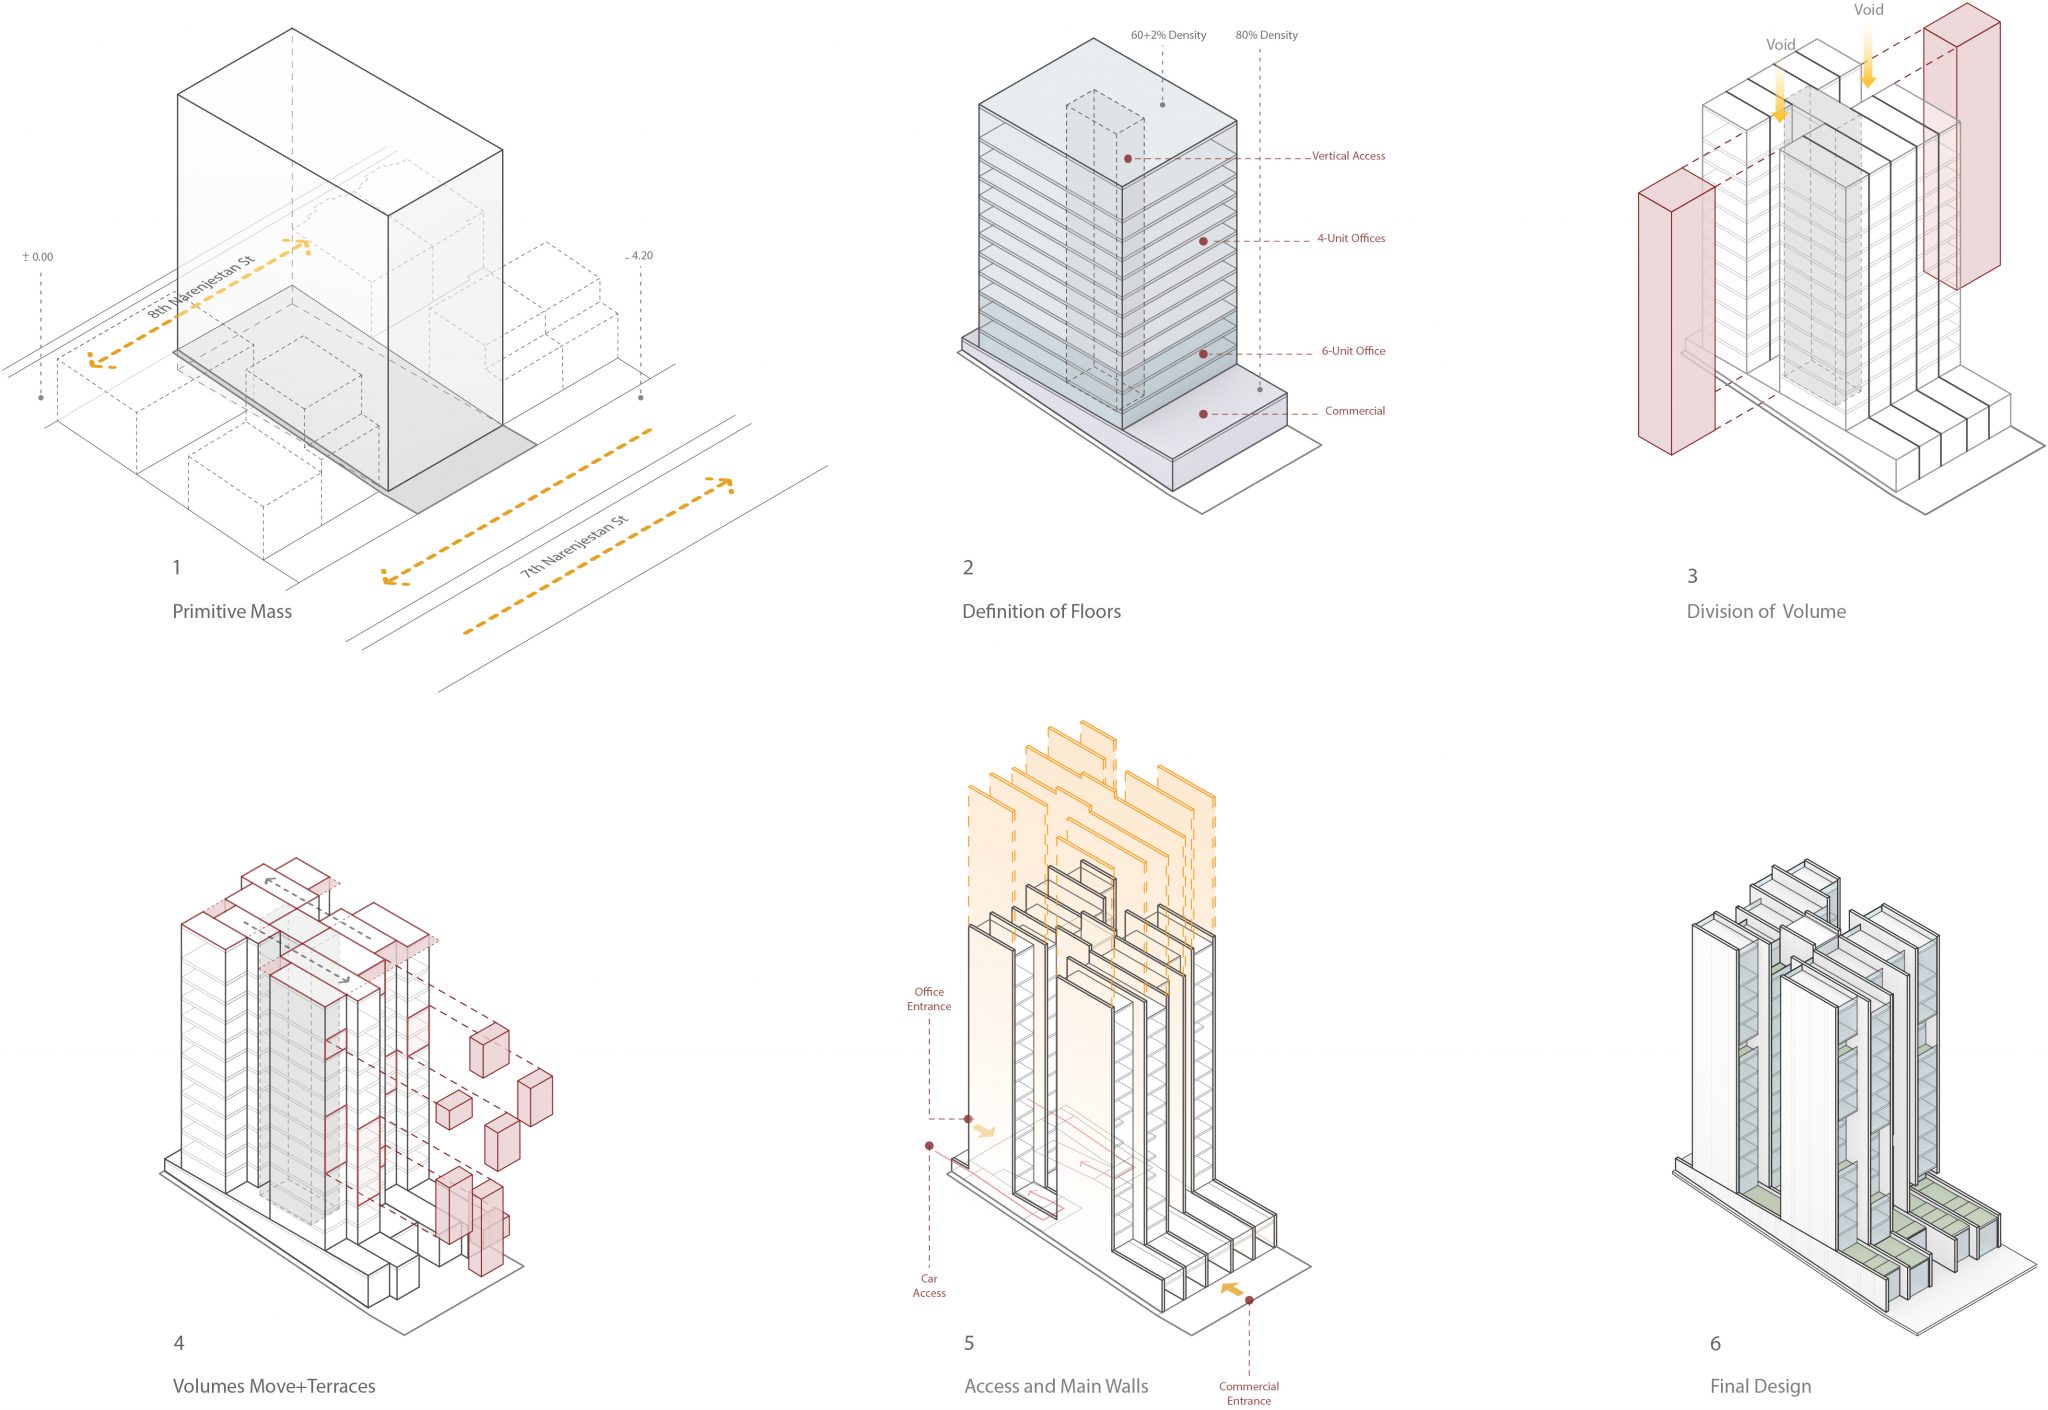 ± 0.00
8th Narenjestan St
- 4.20
7th Narenjestan St
1
Primitive Mass
60+2% Density
80% Density
Vertical Access
4-Unit Offices
6-Unit Office
Commercial
2
Definition of Floors
Void
Void
3
Division of Volume
4
Volumes Move+Terraces
Office
Entrance
Car
Access
5
Access and Main Walls
Commercial
Entrance
6
Final Design